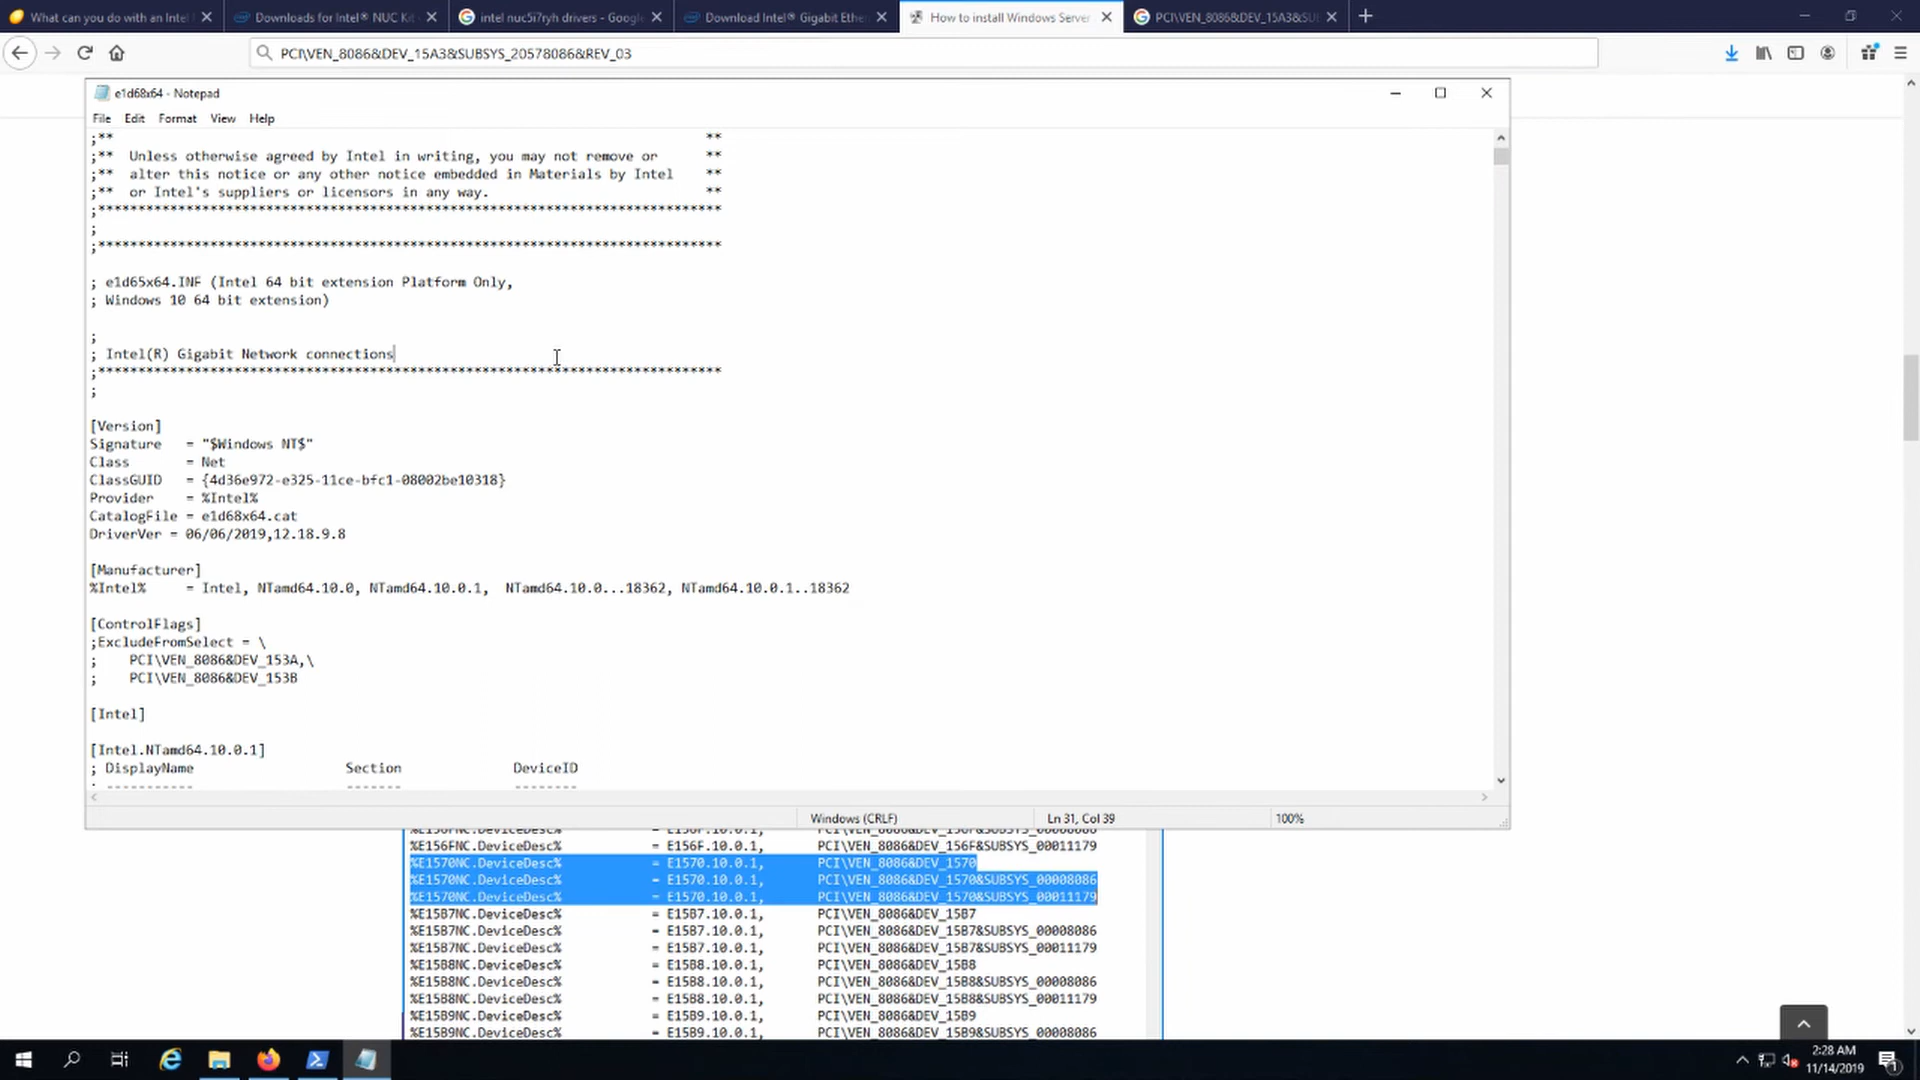 What can you do with an Intel
Downloads for Intel® NUC Kit
intel nuc5i7ryh drivers - Google
Download Intel® Gigabit Ether
How to install Windows Server
PCI\VEN_8086&DEV_15A3&SU
PCI\VEN_8086&DEV_15A3&SUBSYS_20578086&REV_03
e1d68x64 - Notepad
File Edit Format View Help
;** **
;** Unless otherwise agreed by Intel in writing, you may not remove or **
;** alter this notice or any other notice embedded in Materials by Intel **
;** or Intel's suppliers or licensors in any way. **
;******************************************************************************
;
;******************************************************************************
; e1d65x64.INF (Intel 64 bit extension Platform Only,
; Windows 10 64 bit extension)
;
; Intel(R) Gigabit Network connections
;******************************************************************************
;
[Version]
Signature = "$Windows NT$"
Class = Net
ClassGUID = {4d36e972-e325-11ce-bfc1-08002be10318}
Provider = %Intel%
CatalogFile = e1d68x64.cat
DriverVer = 06/06/2019,12.18.9.8
[Manufacturer]
%Intel% = Intel, NTamd64.10.0, NTamd64.10.0.1, NTamd64.10.0...18362, NTamd64.10.0.1..18362
[ControlFlags]
;ExcludeFromSelect = \
; PCI\VEN_8086&DEV_153A,\
; PCI\VEN_8086&DEV_153B
[Intel]
[Intel.NTamd64.10.0.1]
; DisplayName Section DeviceID
; ----------- ------- --------
Windows (CRLF) Ln 31, Col 39 100%
%E156FNC.DeviceDesc% = E156F.10.0.1, PCI\VEN_8086&DEV_156F&SUBSYS_00008086
%E156FNC.DeviceDesc% = E156F.10.0.1, PCI\VEN_8086&DEV_156F&SUBSYS_00011179
%E1570NC.DeviceDesc% = E1570.10.0.1, PCI\VEN_8086&DEV_1570
%E1570NC.DeviceDesc% = E1570.10.0.1, PCI\VEN_8086&DEV_1570&SUBSYS_00008086
%E1570NC.DeviceDesc% = E1570.10.0.1, PCI\VEN_8086&DEV_1570&SUBSYS_00011179
%E15B7NC.DeviceDesc% = E15B7.10.0.1, PCI\VEN_8086&DEV_15B7
%E15B7NC.DeviceDesc% = E15B7.10.0.1, PCI\VEN_8086&DEV_15B7&SUBSYS_00008086
%E15B7NC.DeviceDesc% = E15B7.10.0.1, PCI\VEN_8086&DEV_15B7&SUBSYS_00011179
%E15B8NC.DeviceDesc% = E15B8.10.0.1, PCI\VEN_8086&DEV_15B8
%E15B8NC.DeviceDesc% = E15B8.10.0.1, PCI\VEN_8086&DEV_15B8&SUBSYS_00008086
%E15B8NC.DeviceDesc% = E15B8.10.0.1, PCI\VEN_8086&DEV_15B8&SUBSYS_00011179
%E15B9NC.DeviceDesc% = E15B9.10.0.1, PCI\VEN_8086&DEV_15B9
%E15B9NC.DeviceDesc% = E15B9.10.0.1, PCI\VEN_8086&DEV_15B9&SUBSYS_00008086
2:28 AM
11/14/2019
1